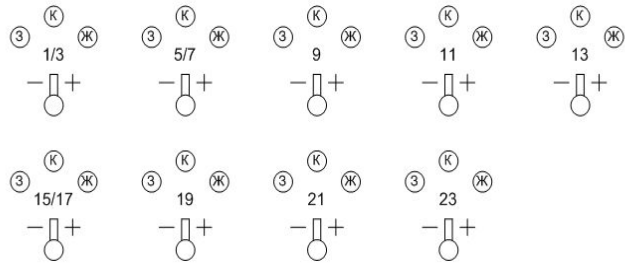 К К К К К
З Ж З Ж З Ж З Ж З Ж
1/3 5/7 9 11 13
− + − + − + − + − +
К К К К
З Ж З Ж З Ж З Ж
15/17 19 21 23
− + − + − + − +